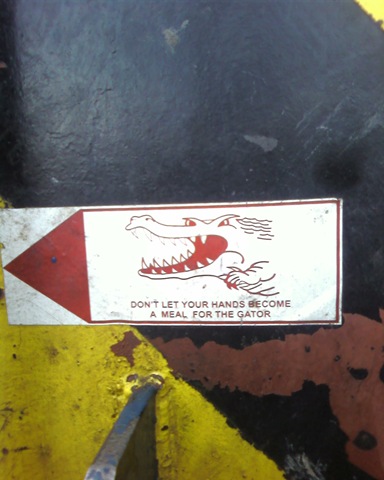 DON'T LET YOUR HANDS BECOME
A MEAL FOR THE GATOR